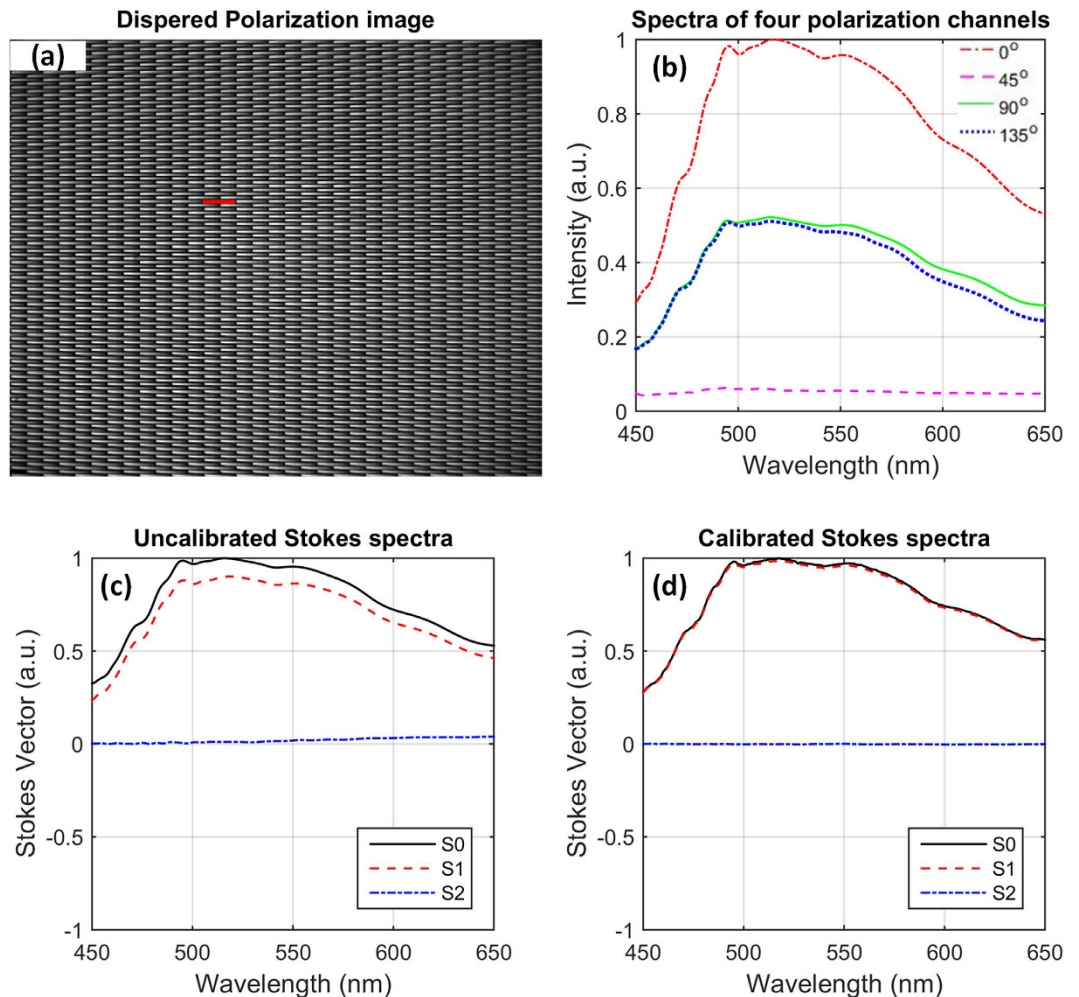 Dispered Polarization image
(a)
Spectra of four polarization channels
(b)
0°
45°
90°
135°
1
0.8
0.6
0.4
0.2
0
Intensity (a.u.)
450
500
550
600
650
Wavelength (nm)
Uncalibrated Stokes spectra
(c)
1
0.5
0
-0.5
-1
Stokes Vector (a.u.)
S0
S1
S2
450
500
550
600
650
Wavelength (nm)
Calibrated Stokes spectra
(d)
1
0.5
0
-0.5
-1
Stokes Vector (a.u.)
S0
S1
S2
450
500
550
600
650
Wavelength (nm)